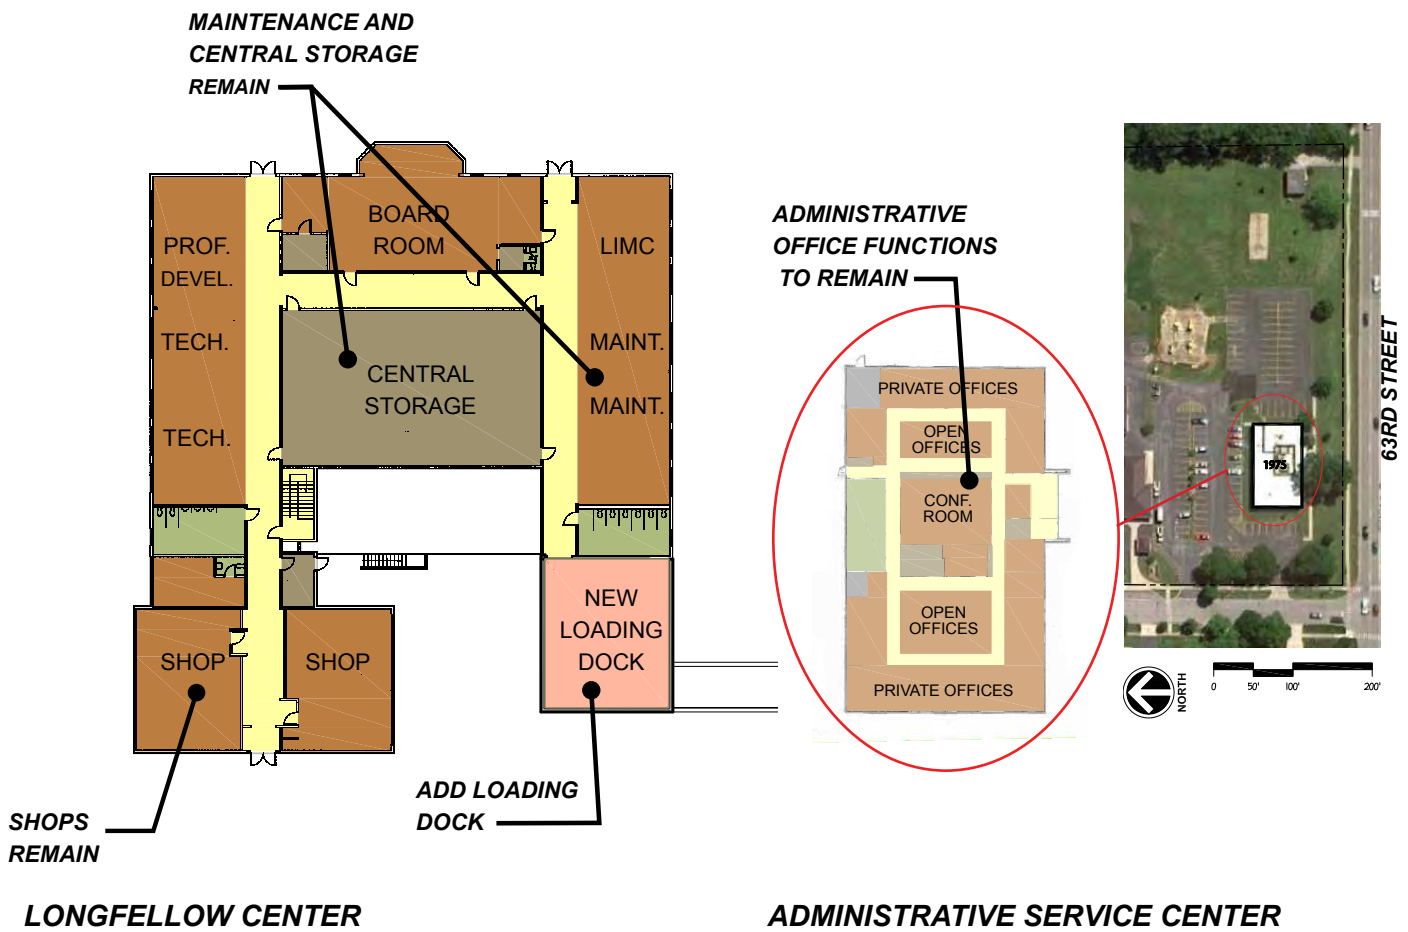 MAINTENANCE AND
CENTRAL STORAGE
REMAIN
BOARD
ROOM
PROF.
DEVEL.
LIMC
TECH.
MAINT.
CENTRAL
STORAGE
MAINT.
TECH.
NEW
LOADING
DOCK
SHOP
SHOP
SHOPS
REMAIN
ADD LOADING
DOCK
LONGFELLOW CENTER
ADMINISTRATIVE
OFFICE FUNCTIONS
TO REMAIN
PRIVATE OFFICES
OPEN
OFFICES
CONF.
ROOM
OPEN
OFFICES
PRIVATE OFFICES
1975
63RD STREET
NORTH
0 50' 100' 200'
ADMINISTRATIVE SERVICE CENTER